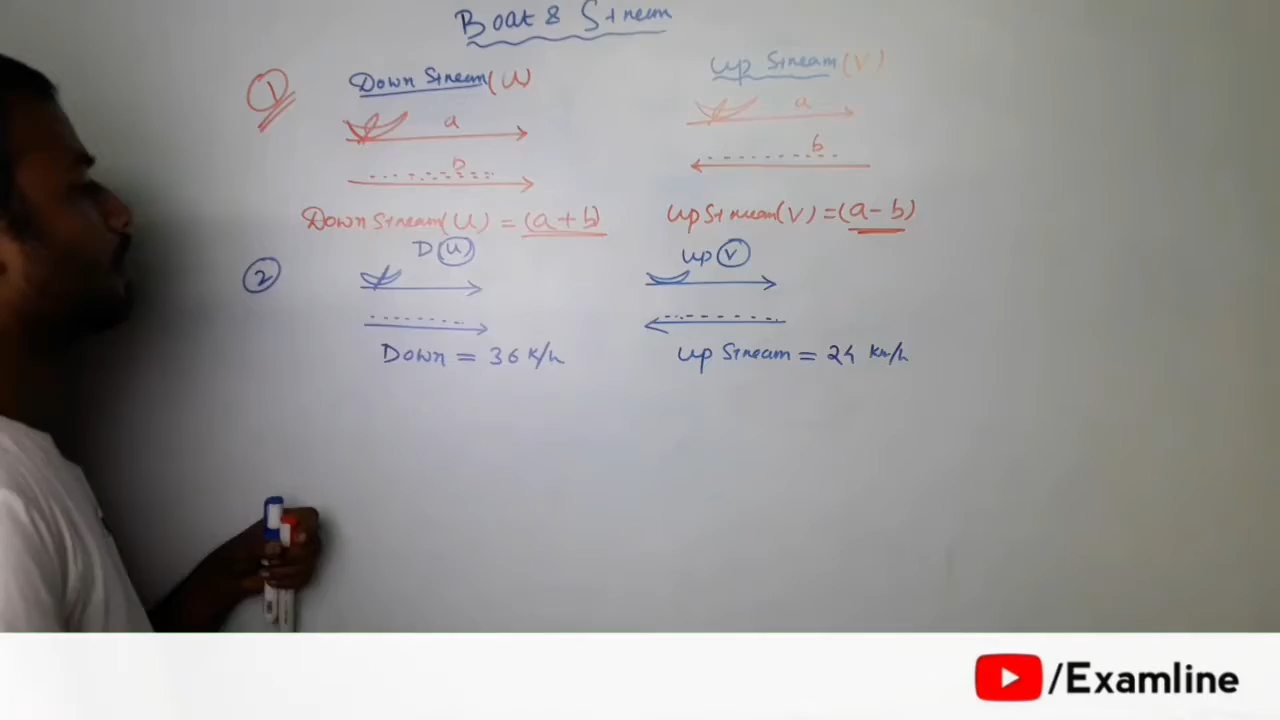 Boat & Stream
① Down Stream (u) Up Stream (v)
a a
b b
Down Stream (u) = (a + b) Up Stream (v) = (a - b)
② D (u) Up (v)
Down = 36 k/h Up Stream = 24 km/h
/Examline